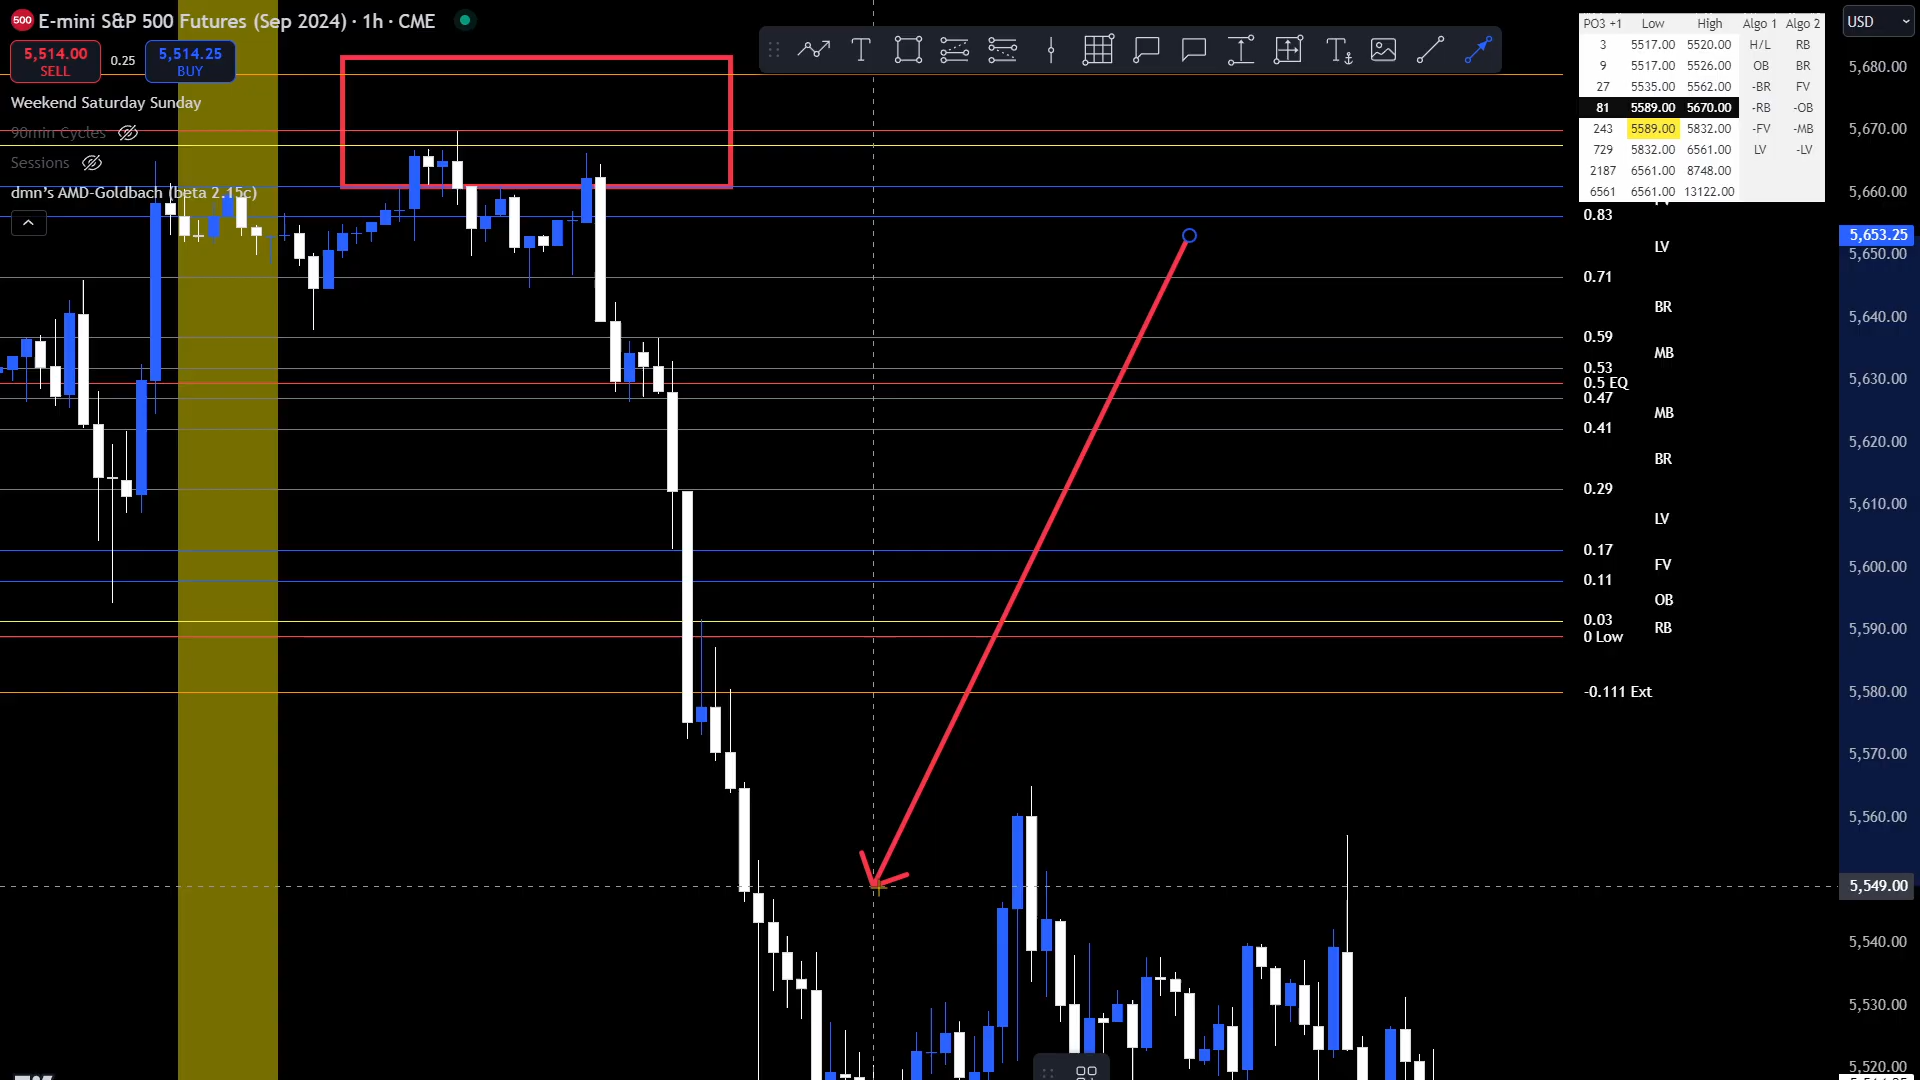 500 E-mini S&P 500 Futures (Sep 2024) · 1h · CME
5,514.00 SELL
0.25
5,514.25 BUY
Weekend Saturday Sunday
90min Cycles
Sessions
dmn's AMD-Goldbach (beta 2.15c)
PO3 +1 Low High Algo 1 Algo 2
3 5517.00 5520.00 H/L RB
9 5517.00 5526.00 OB BR
27 5535.00 5562.00 -BR FV
81 5589.00 5670.00 -RB -OB
243 5589.00 5832.00 -FV -MB
729 5832.00 6561.00 LV -LV
2187 6561.00 8748.00
6561 6561.00 13122.00
0.83
LV
0.71
BR
0.59
MB
0.53
0.5 EQ
0.47
MB
0.41
BR
0.29
LV
0.17
FV
0.11
OB
0.03
RB
0 Low
-0.111 Ext
USD
5,680.00
5,670.00
5,660.00
5,653.25
5,650.00
5,640.00
5,630.00
5,620.00
5,610.00
5,600.00
5,590.00
5,580.00
5,570.00
5,560.00
5,549.00
5,540.00
5,530.00
5,520.00